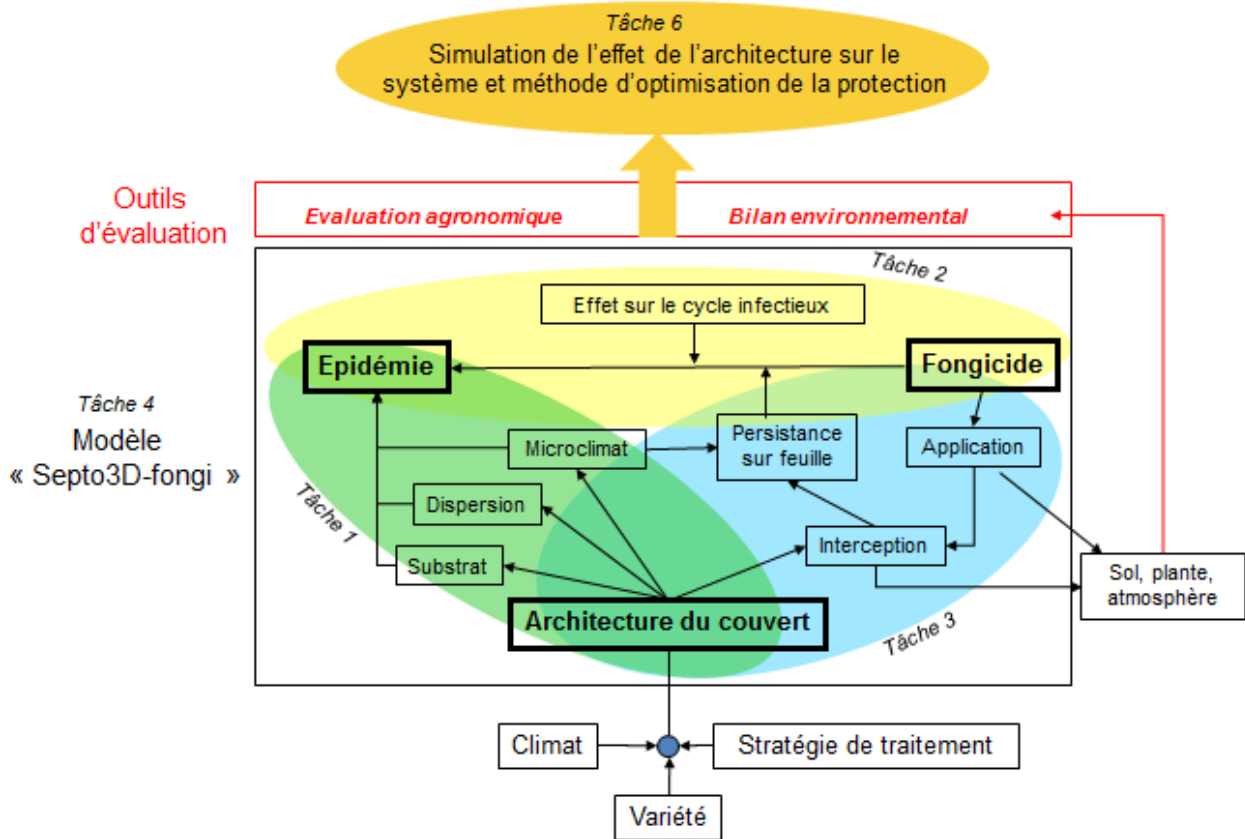 Tâche 6
Simulation de l'effet de l'architecture sur le
système et méthode d'optimisation de la protection
Outils
d'évaluation
Evaluation agronomique
Bilan environnemental
Tâche 2
Effet sur le cycle infectieux
Epidémie
Fongicide
Tâche 4
Modèle
« Septo3D-fongi »
Microclimat
Persistance
sur feuille
Application
Tâche 1
Dispersion
Interception
Substrat
Sol, plante,
atmosphère
Architecture du couvert
Tâche 3
Climat
Stratégie de traitement
Variété